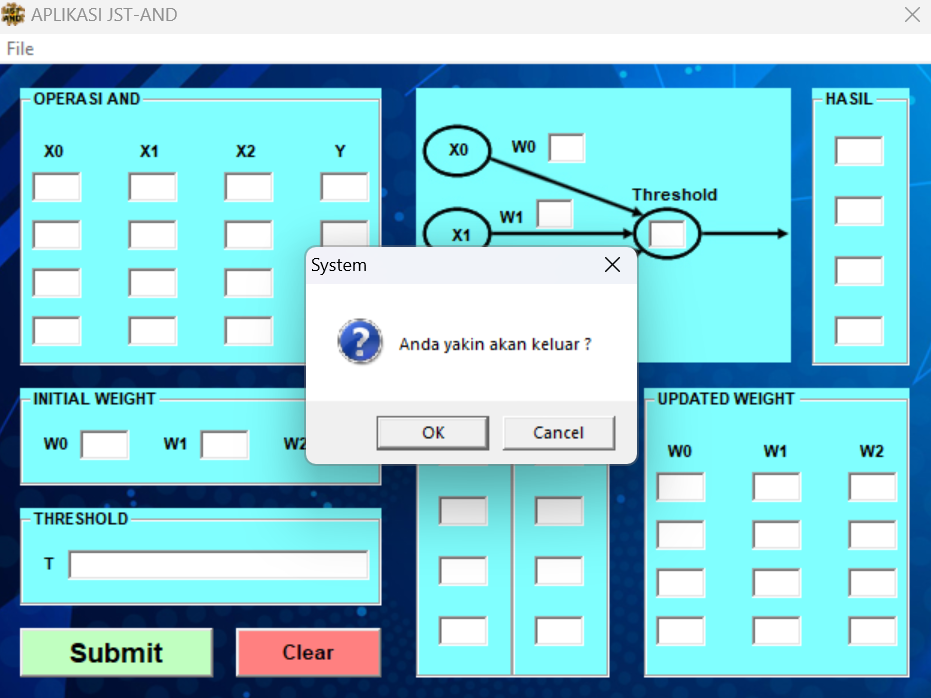 APLIKASI JST-AND
File
OPERASI AND
X0 X1 X2 Y
X0 W0
Threshold
W1
X1
HASIL
System
Anda yakin akan keluar ?
OK Cancel
INITIAL WEIGHT
W0 W1 W2
UPDATED WEIGHT
W0 W1 W2
THRESHOLD
T
Submit Clear